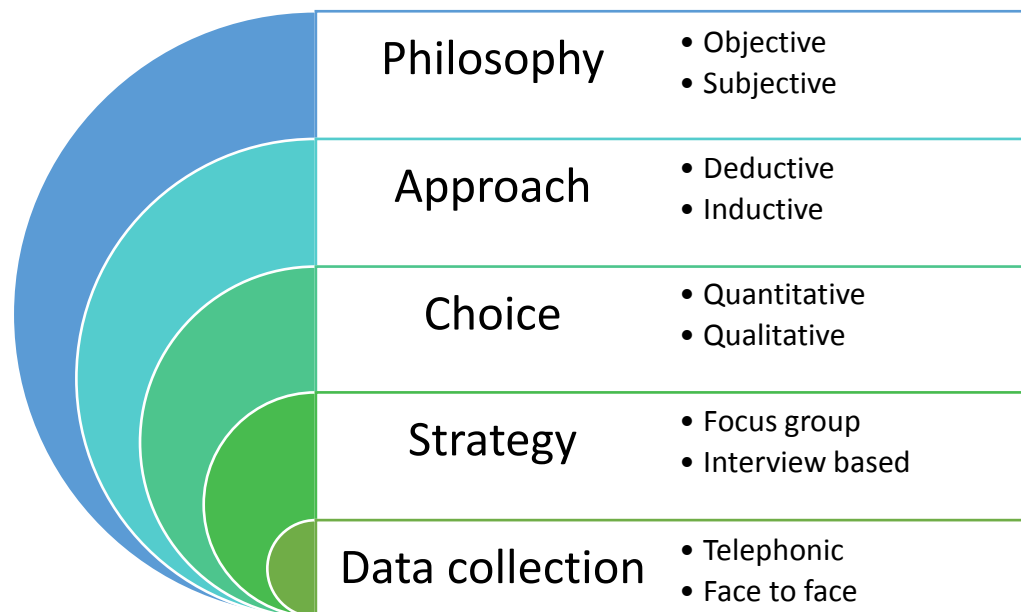 Philosophy
• Objective
• Subjective
Approach
• Deductive
• Inductive
Choice
• Quantitative
• Qualitative
Strategy
• Focus group
• Interview based
Data collection
• Telephonic
• Face to face